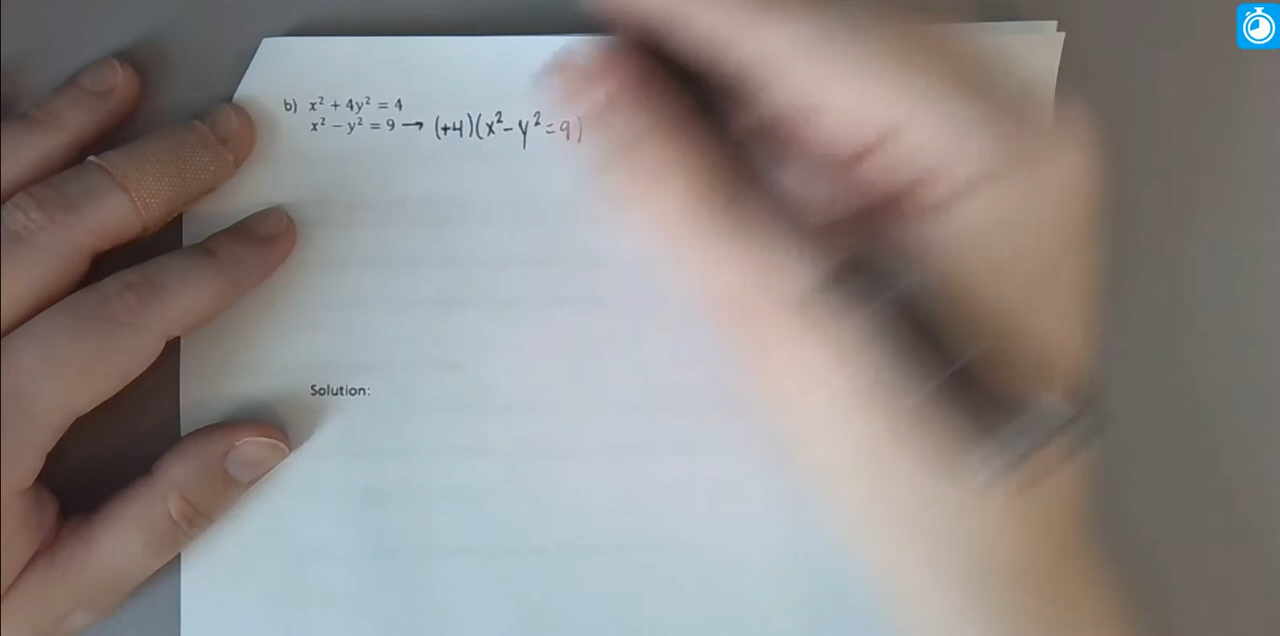 b) x² + 4y² = 4
x² − y² = 9 → (+4)(x² − y² = 9)
Solution: